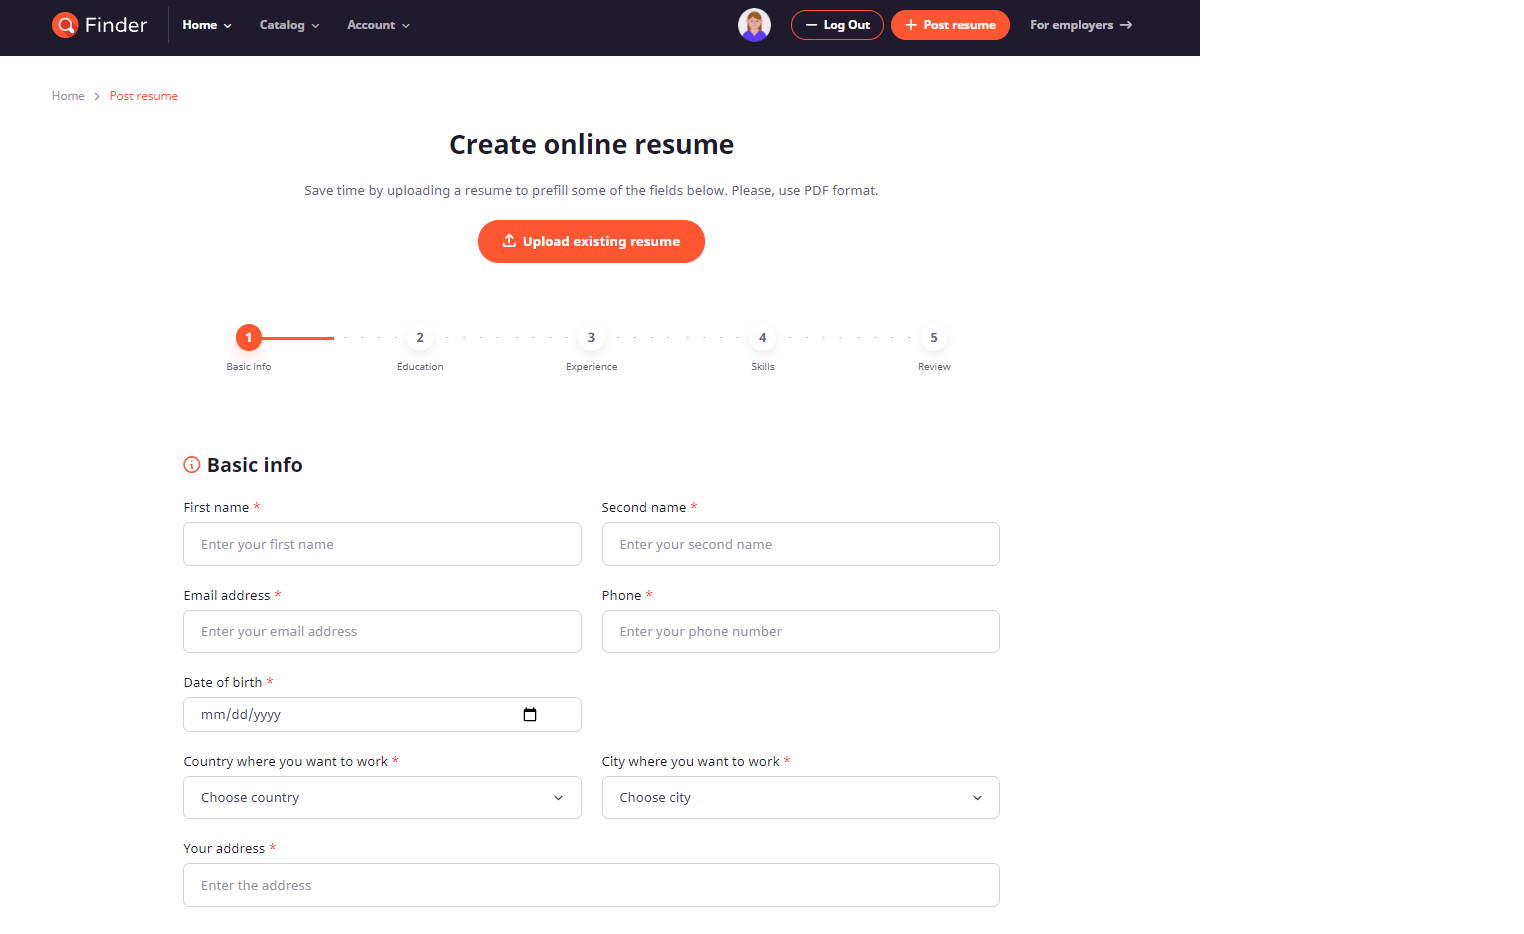 Finder
Home
Catalog
Account
Log Out
Post resume
For employers
Home
Post resume
Create online resume
Save time by uploading a resume to prefill some of the fields below. Please, use PDF format.
Upload existing resume
1
2
3
4
5
Basic info
Education
Experience
Skills
Review
Basic info
First name *
Second name *
Enter your first name
Enter your second name
Email address *
Phone *
Enter your email address
Enter your phone number
Date of birth *
mm/dd/yyyy
Country where you want to work *
City where you want to work *
Choose country
Choose city
Your address *
Enter the address